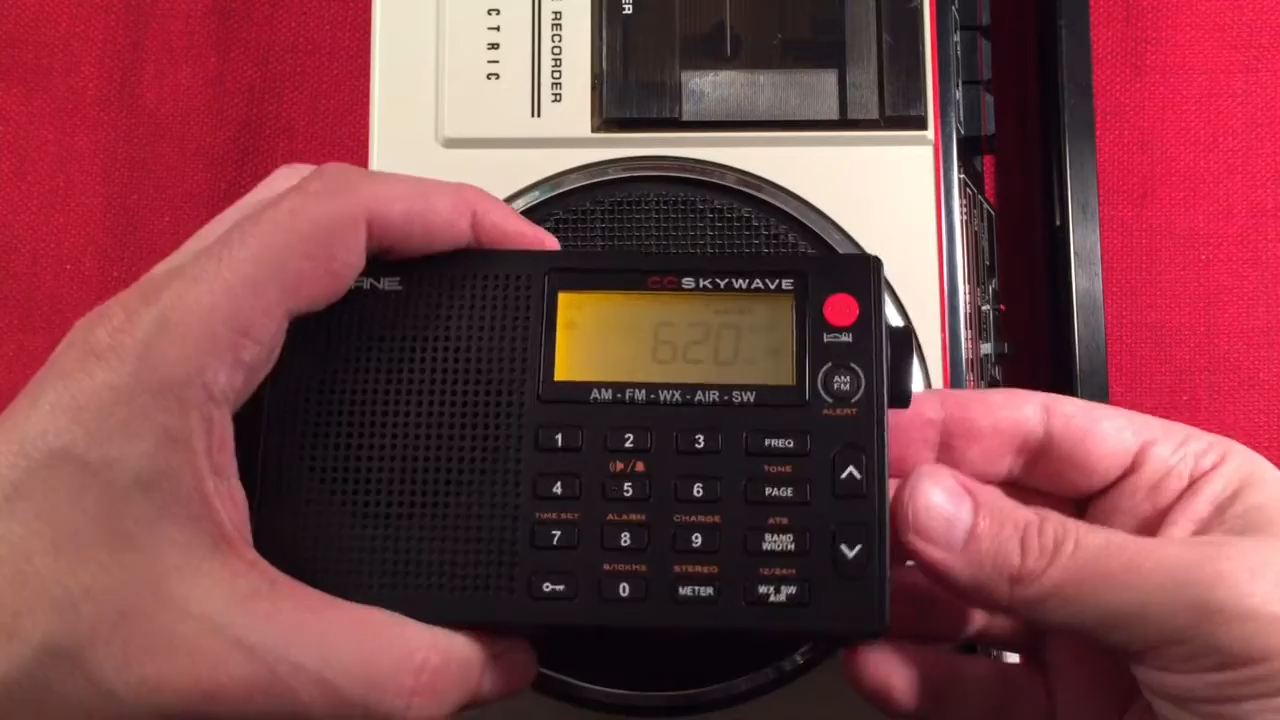 CTRIC
RECORDER
ER
ANE
CCSKYWAVE
620
AM - FM - WX - AIR - SW
AM
FM
ALERT
1 2 3 FREQ
TONE
4 5 6 PAGE
TIME SET ALARM CHARGE ATS
7 8 9 BAND WIDTH
9/10KHZ STEREO 12/24H
0 METER WX SW AIR